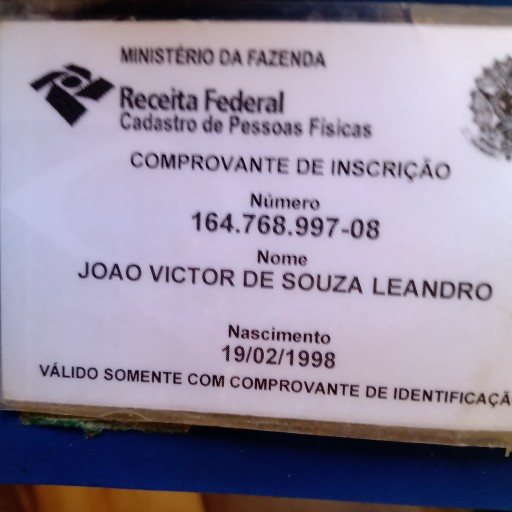 MINISTÉRIO DA FAZENDA
Receita Federal
Cadastro de Pessoas Físicas
COMPROVANTE DE INSCRIÇÃO
Número
164.768.997-08
Nome
JOAO VICTOR DE SOUZA LEANDRO
Nascimento
19/02/1998
VÁLIDO SOMENTE COM COMPROVANTE DE IDENTIFICAÇÃ